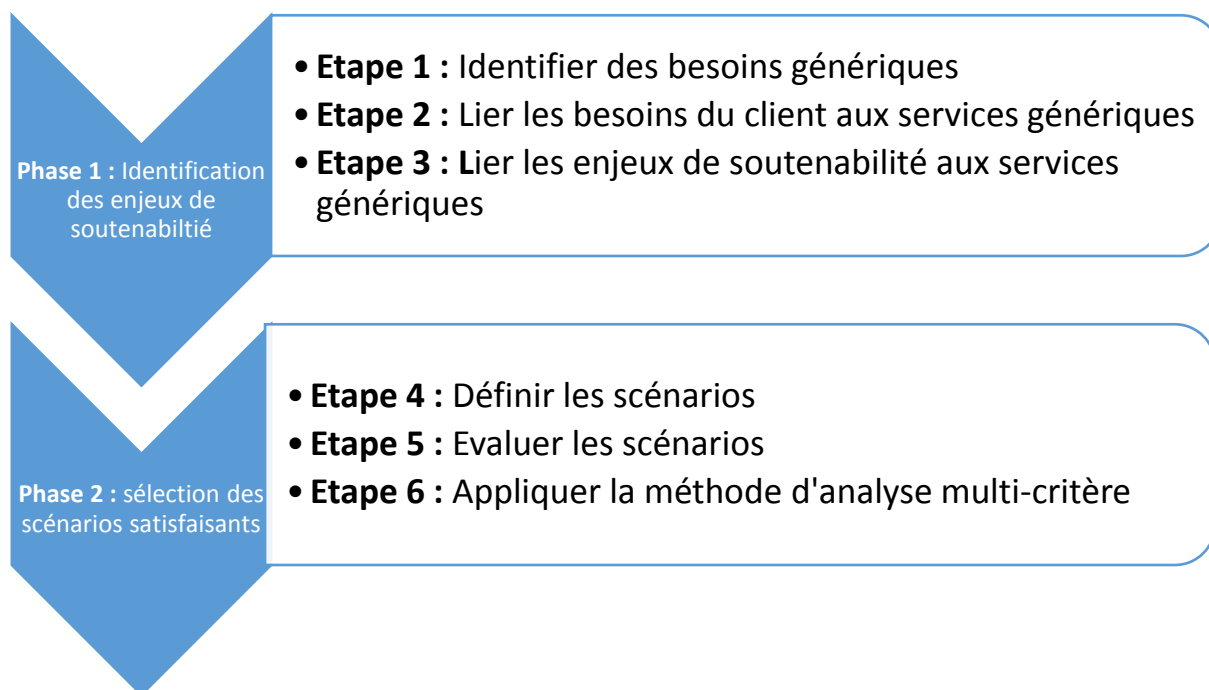 Phase 1 : Identification
des enjeux de
soutenabiltié
• Etape 1 : Identifier des besoins génériques
• Etape 2 : Lier les besoins du client aux services génériques
• Etape 3 : Lier les enjeux de soutenabilité aux services
génériques
Phase 2 : sélection des
scénarios satisfaisants
• Etape 4 : Définir les scénarios
• Etape 5 : Evaluer les scénarios
• Etape 6 : Appliquer la méthode d'analyse multi-critère